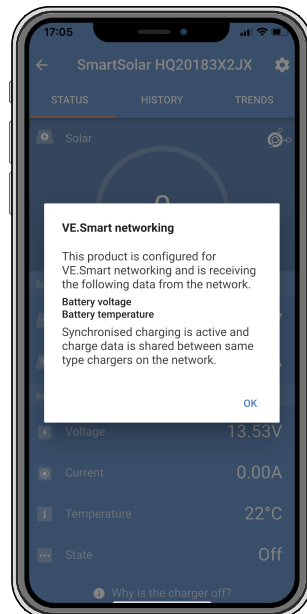 17:05
SmartSolar HQ20183X2JX
STATUS HISTORY TRENDS
Solar
VE.Smart networking
This product is configured for
VE.Smart networking and is receiving
the following data from the network.
Battery voltage
Battery temperature
Synchronised charging is active and
charge data is shared between same
type chargers on the network.
OK
Voltage 13.53V
Current 0.00A
Temperature 22°C
State Off
Why is the charger off?